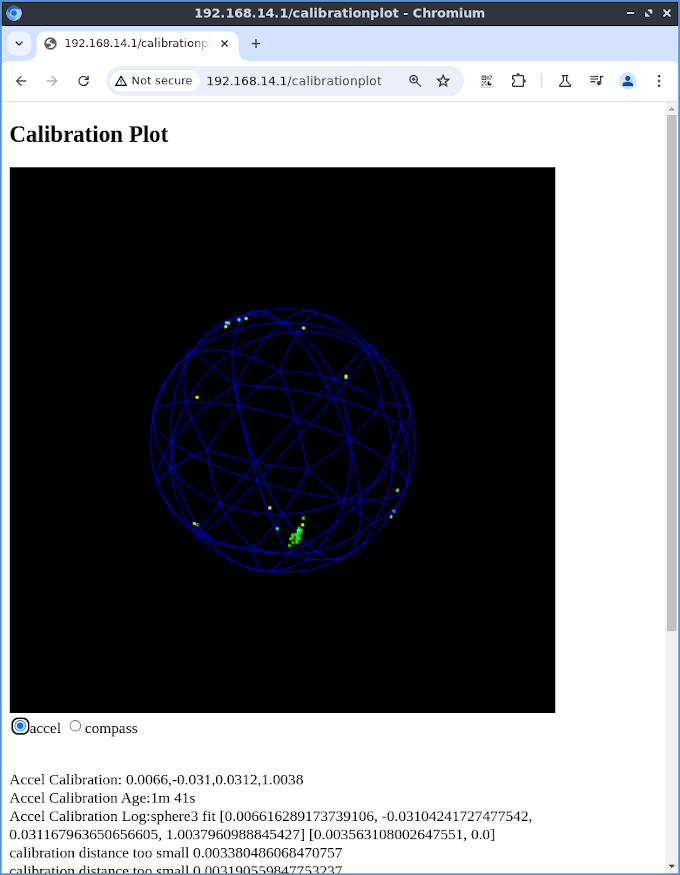 192.168.14.1/calibrationplot - Chromium
192.168.14.1/calibrationp
Not secure
192.168.14.1/calibrationplot
Calibration Plot
accel
compass
Accel Calibration: 0.0066,-0.031,0.0312,1.0038
Accel Calibration Age:1m 41s
Accel Calibration Log:sphere3 fit [0.006616289173739106, -0.03104241727477542,
0.031167963650656605, 1.0037960988845427] [0.003563108002647551, 0.0]
calibration distance too small 0.003380486068470757
calibration distance too small 0.003190559847753237